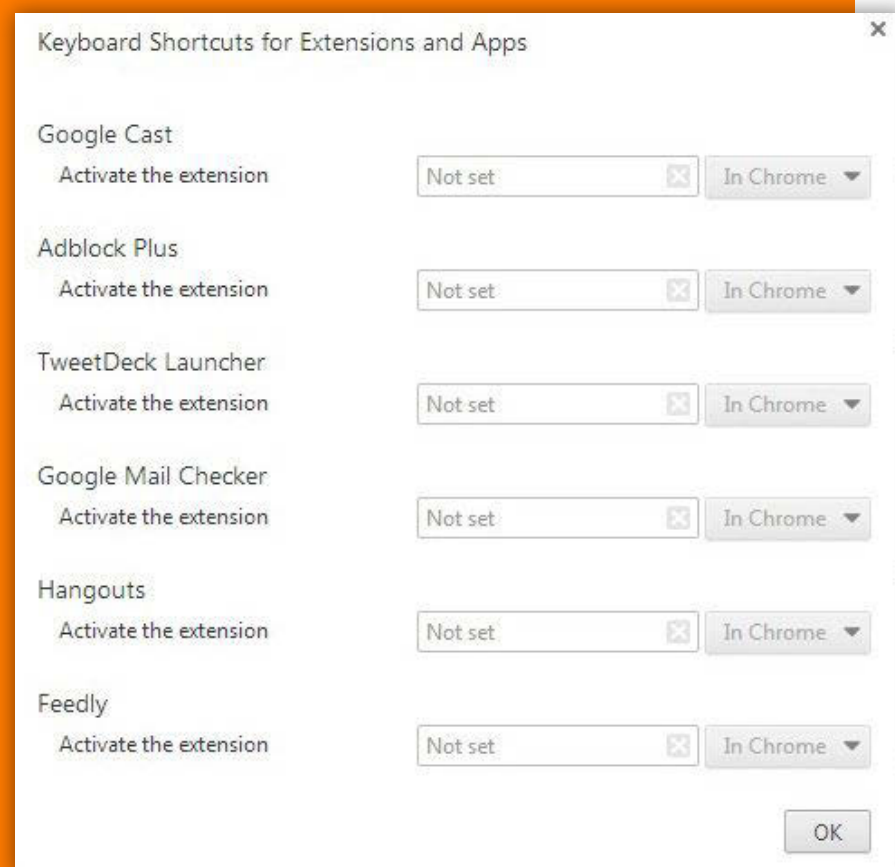 Keyboard Shortcuts for Extensions and Apps
Google Cast
Activate the extension Not set In Chrome
Adblock Plus
Activate the extension Not set In Chrome
TweetDeck Launcher
Activate the extension Not set In Chrome
Google Mail Checker
Activate the extension Not set In Chrome
Hangouts
Activate the extension Not set In Chrome
Feedly
Activate the extension Not set In Chrome
OK